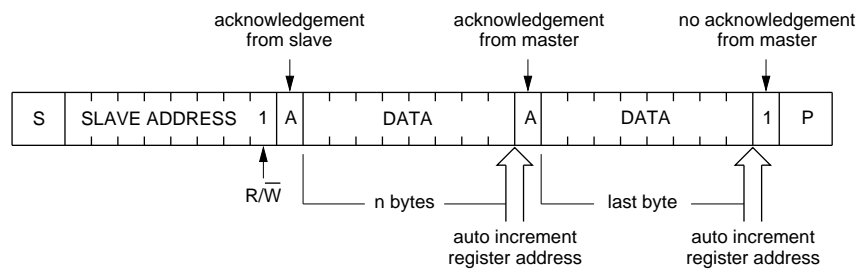 acknowledgement
from slave
acknowledgement
from master
no acknowledgement
from master
S SLAVE ADDRESS 1 A DATA A DATA 1 P
R/W̅
n bytes
last byte
auto increment
register address
auto increment
register address